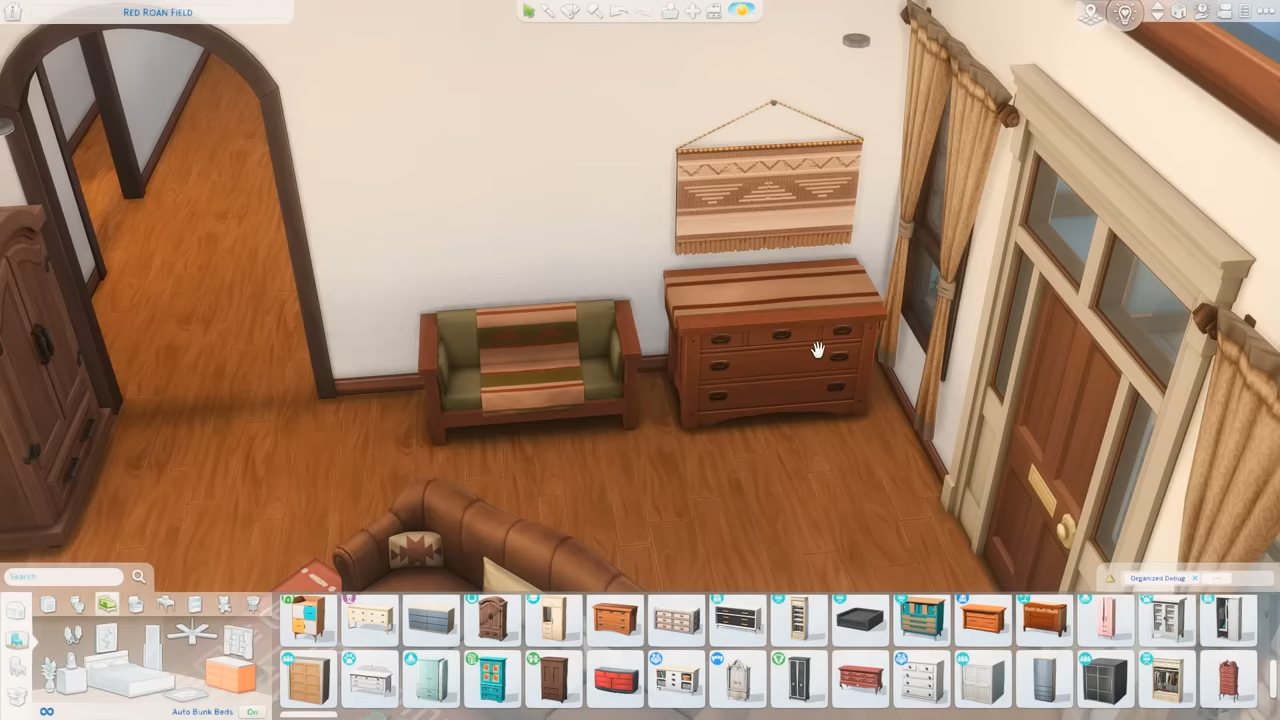 RED ROAN FIELD
Search
Organized Debug
Auto Bunk Beds
On